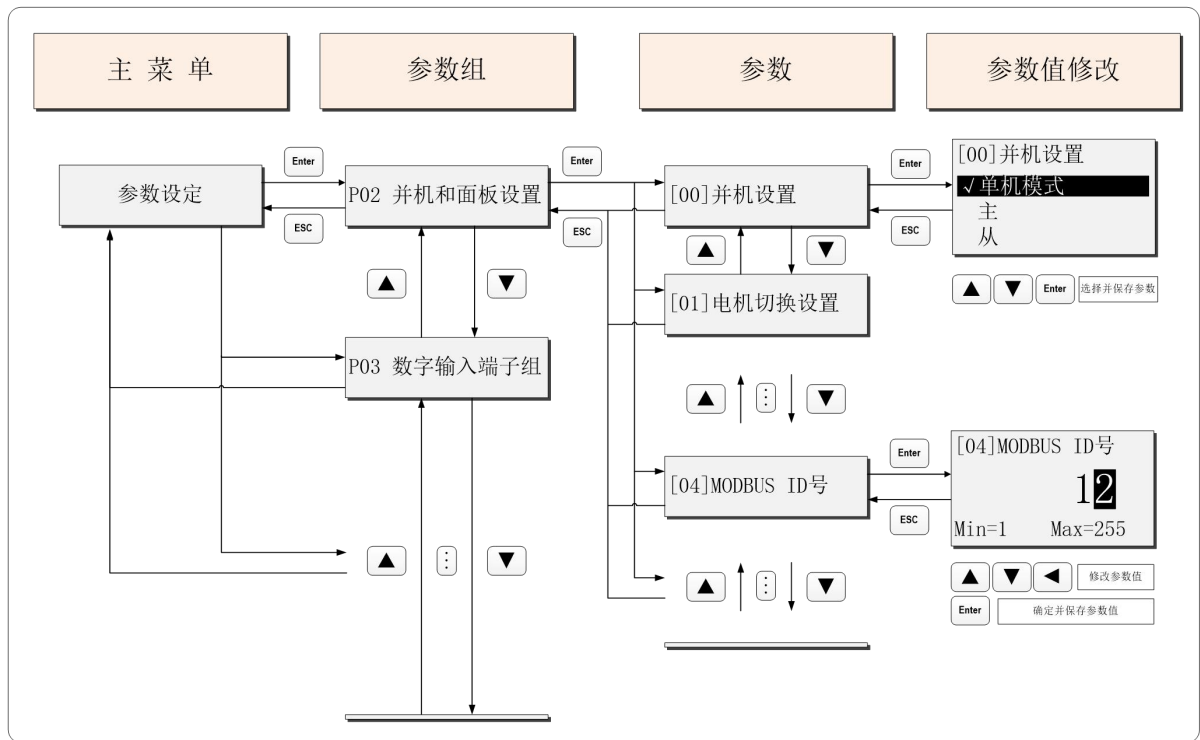 主 菜 单
参数组
参数
参数值修改
参数设定
Enter
ESC
P02 并机和面板设置
Enter
ESC
[00]并机设置
Enter
ESC
[00]并机设置
√单机模式
主
从
▲ ▼ Enter 选择并保存参数
▲ ▼
[01]电机切换设置
▲ ▼
P03 数字输入端子组
▲ ⋮ ▼
[04]MODBUS ID号
Enter
ESC
[04]MODBUS ID号
12
Min=1 Max=255
▲ ▼ ◀ 修改参数值
Enter 确定并保存参数值
▲ ⋮ ▼
▲ ⋮ ▼